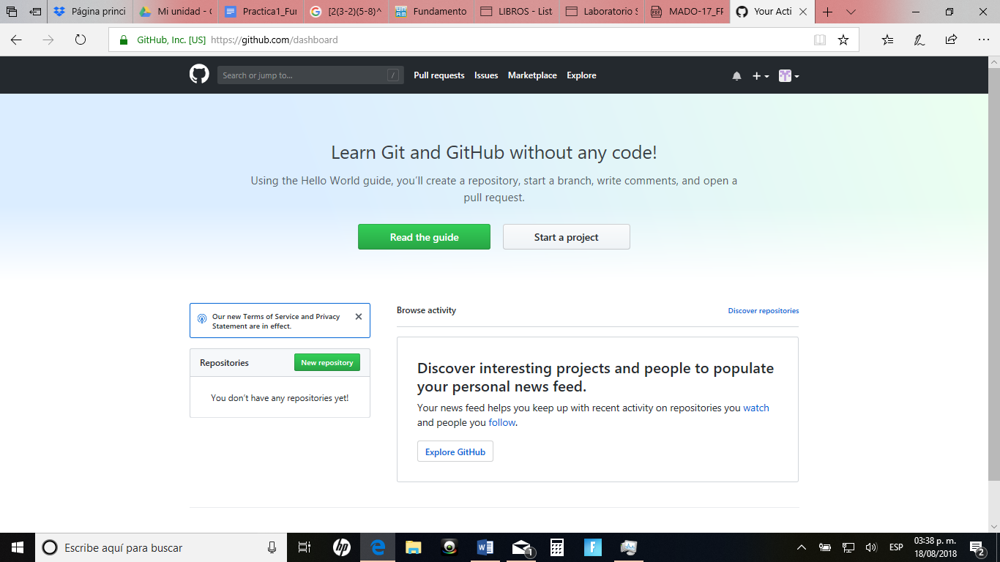 Página princi
Mi unidad - G
Practica1_Fur
[2(3-2)(5-8)^
UNAM
Fundamento
LIBROS - List
Laboratorio S
MADO-17_FP
Your Acti
GitHub, Inc. [US] https://github.com/dashboard
Search or jump to...
/
Pull requests
Issues
Marketplace
Explore
Learn Git and GitHub without any code!
Using the Hello World guide, you’ll create a repository, start a branch, write comments, and open a
pull request.
Read the guide
Start a project
Our new Terms of Service and Privacy
Statement are in effect.
Repositories
New repository
You don’t have any repositories yet!
Browse activity
Discover repositories
Discover interesting projects and people to populate
your personal news feed.
Your news feed helps you keep up with recent activity on repositories you watch
and people you follow.
Explore GitHub
Escribe aquí para buscar
hp
1
ESP
03:38 p. m.
18/08/2018
2